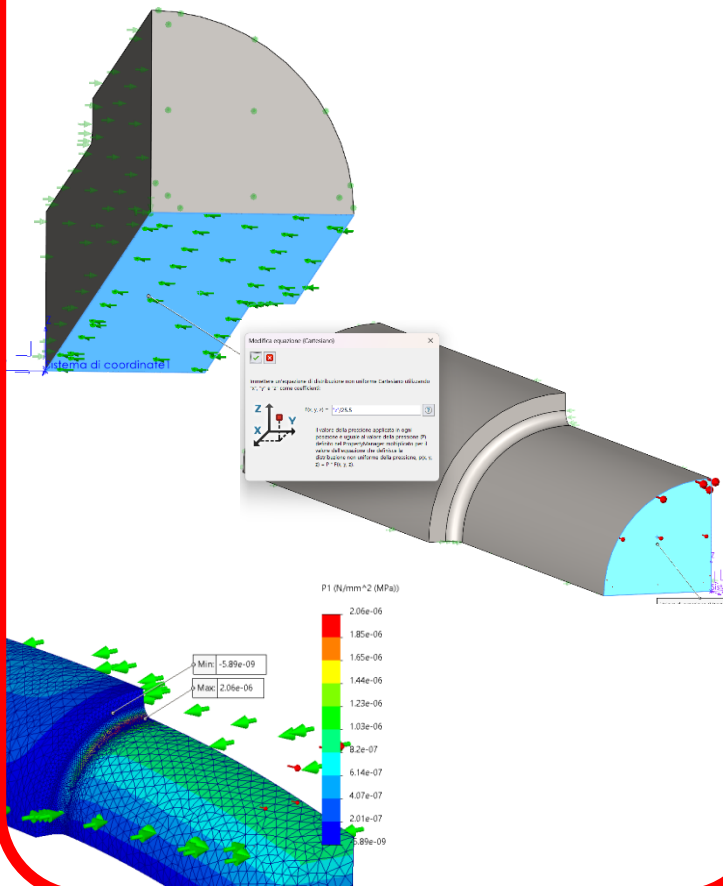 Z
Sistema di coordinate1
Modifica equazione (Cartesiano)
Immettere un'equazione di distribuzione non uniforme Cartesiano utilizzando
"x", "y" e "z" come coefficienti:
Z
Y
X
F(x, y, z) = "z"/25.5
Il valore della pressione applicata in ogni
posizione è uguale al valore della pressione (P)
definito nel PropertyManager moltiplicato per il
valore dell'equazione che definisce la
distribuzione non uniforme della pressione, p(x, y,
z) = P * F(x, y, z).
P1 (N/mm^2 (MPa))
2.06e-06
1.85e-06
1.65e-06
1.44e-06
1.23e-06
1.03e-06
8.2e-07
6.14e-07
4.07e-07
2.01e-07
-5.89e-09
Min: -5.89e-09
Max: 2.06e-06